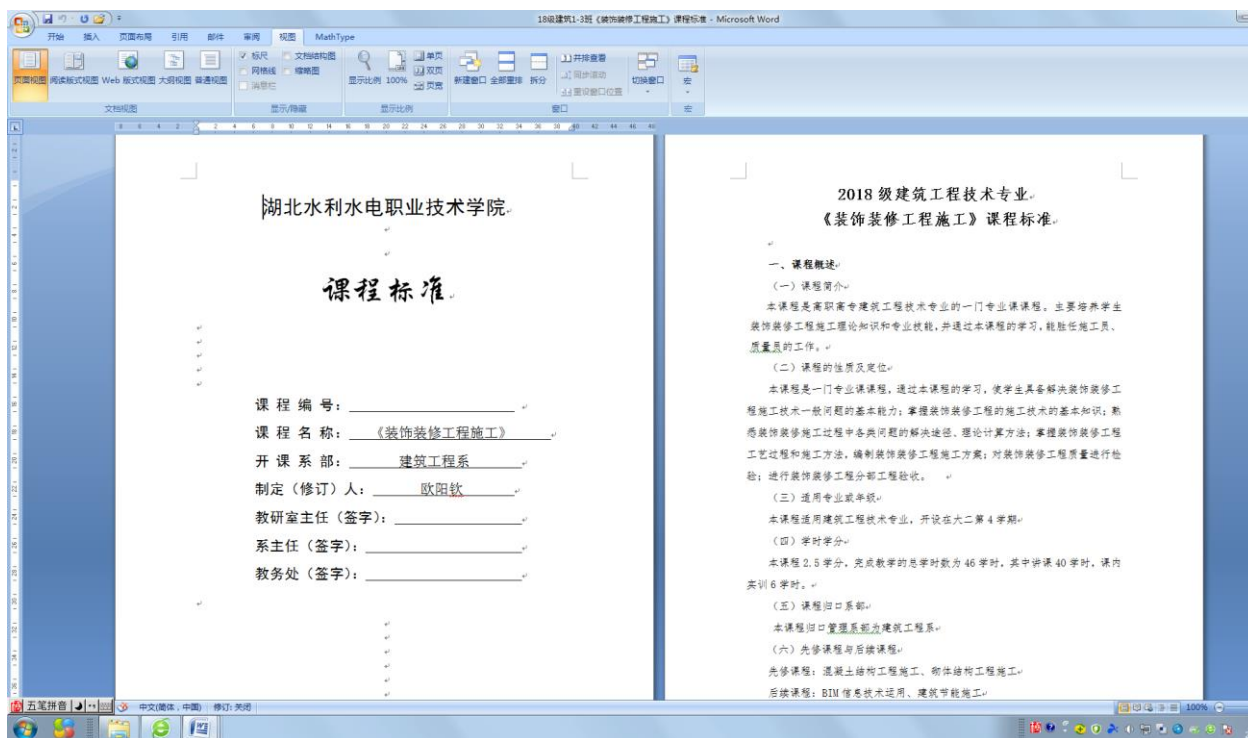 18级建筑1-3班《装饰装修工程施工》课程标准 - Microsoft Word
开始 插入 页面布局 引用 邮件 审阅 视图 MathType
页面视图 阅读版式视图 Web 版式视图 大纲视图 普通视图
文档视图
标尺 文档结构图
网格线 缩略图
消息栏
显示/隐藏
显示比例 100% 单页
双页
页宽
显示比例
新建窗口 全部重排 拆分
并排查看
同步滚动
重设窗口位置
切换窗口
窗口
宏
宏
湖北水利水电职业技术学院
课程标准
课程编号：
课程名称：《装饰装修工程施工》
开课系部：建筑工程系
制定（修订）人：欧阳钦
教研室主任（签字）：
系主任（签字）：
教务处（签字）：
2018 级建筑工程技术专业
《装饰装修工程施工》课程标准
一、课程概述
（一）课程简介
本课程是高职高专建筑工程技术专业的一门专业课课程。主要培养学生
装饰装修工程施工理论知识和专业技能，并通过本课程的学习，能胜任施工员、
质量员的工作。
（二）课程的性质及定位
本课程是一门专业课课程，通过本课程的学习，使学生具备解决装饰装修工
程施工技术一般问题的基本能力；掌握装饰装修工程的施工技术的基本知识；熟
悉装饰装修施工过程中各类问题的解决途径、理论计算方法；掌握装饰装修工程
工艺过程和施工方法，编制装饰装修工程施工方案；对装饰装修工程质量进行检
验；进行装饰装修工程分部工程验收。
（三）适用专业或年级
本课程适用建筑工程技术专业，开设在大二第 4 学期
（四）学时学分
本课程 2.5 学分，完成教学的总学时数为 46 学时，其中讲课 40 学时，课内
实训 6 学时。
（五）课程归口系部
本课程归口管理系部为建筑工程系
（六）先修课程与后续课程
先修课程：混凝土结构工程施工、砌体结构工程施工
后续课程：BIM 信息技术运用、建筑节能施工
五笔拼音 中文(简体，中国) 修订: 关闭 100%